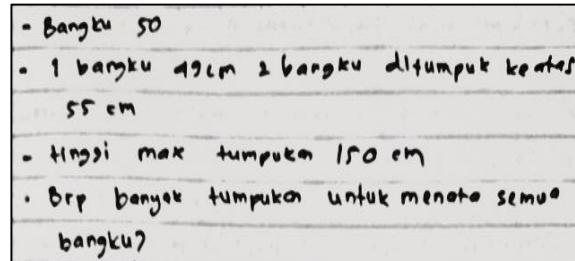 - Bangku 50
- 1 bangku 49cm 2 bangku ditumpuk keatas
55 cm
- tinggi max tumpukan 150 cm
- Brp banyak tumpukan untuk menata semua
bangku?